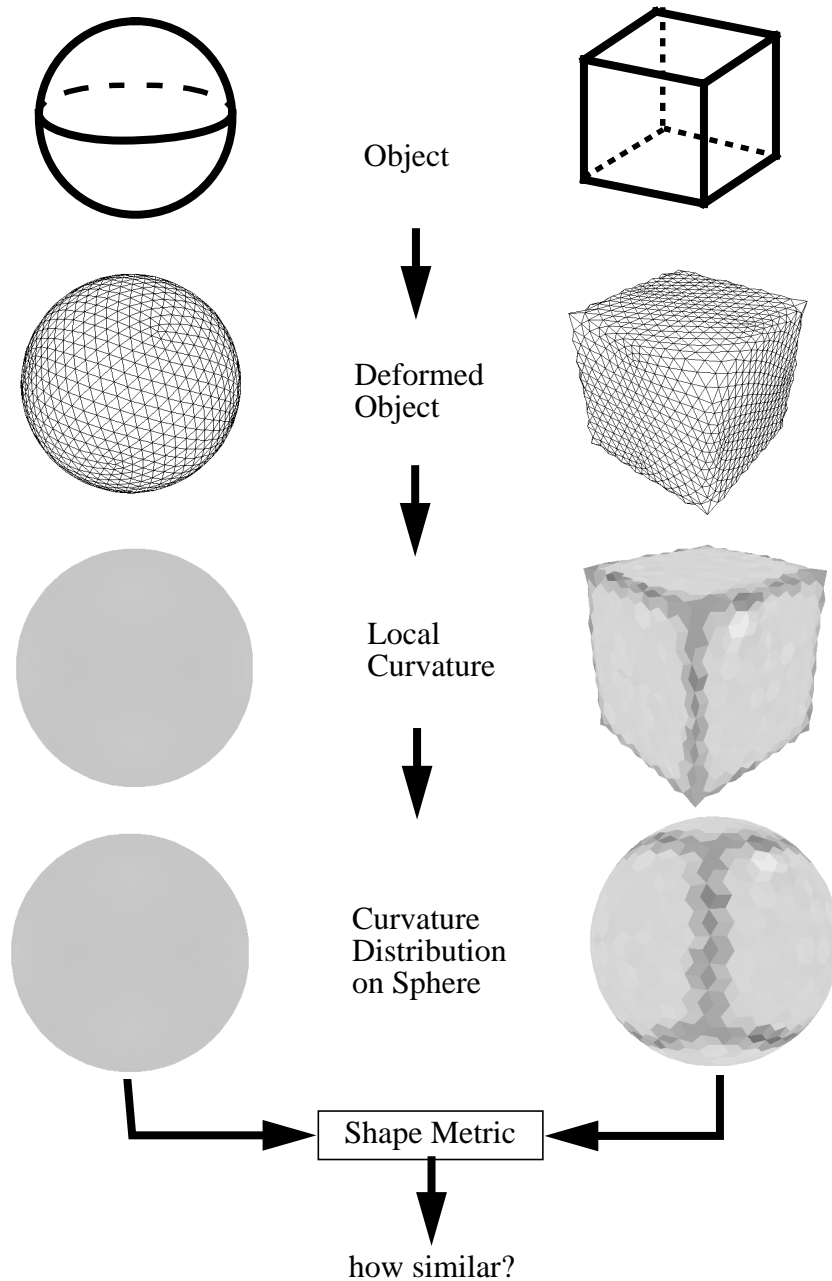 Object
Deformed
Object
Local
Curvature
Curvature
Distribution
on Sphere
Shape Metric
how similar?